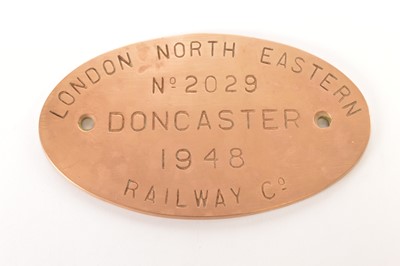 LONDON NORTH EASTERN
Nº 2029
DONCASTER
1948
RAILWAY Cº